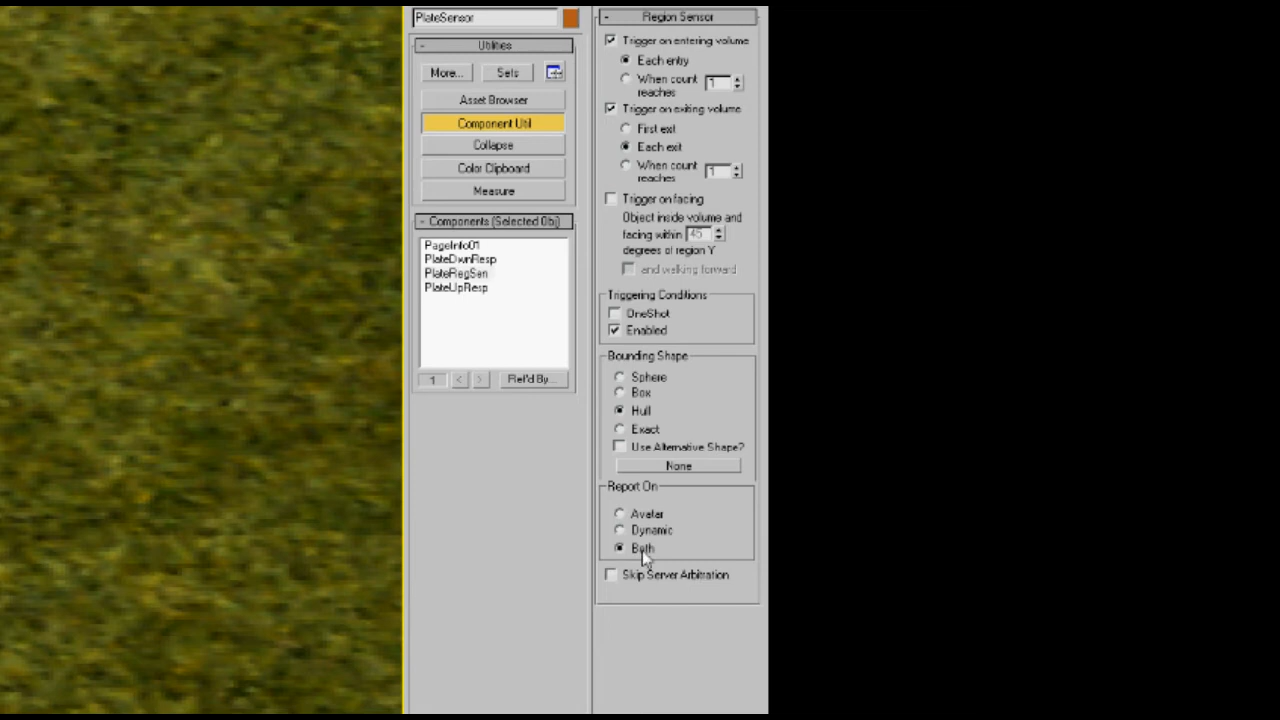 PlateSensor
- Utilities
More... Sets
Asset Browser
Component Util
Collapse
Color Clipboard
Measure
- Components (Selected Obj)
PageInfo01
PlateDwnResp
PlateRegSen
PlateUpResp
1 < > Ref'd By...
- Region Sensor
Trigger on entering volume
Each entry
When count
reaches 1
Trigger on exiting volume
First exit
Each exit
When count
reaches 1
Trigger on facing
Object inside volume and
facing within 45
degrees of region Y
and walking forward
Triggering Conditions
OneShot
Enabled
Bounding Shape
Sphere
Box
Hull
Exact
Use Alternative Shape?
None
Report On
Avatar
Dynamic
Both
Skip Server Arbitration